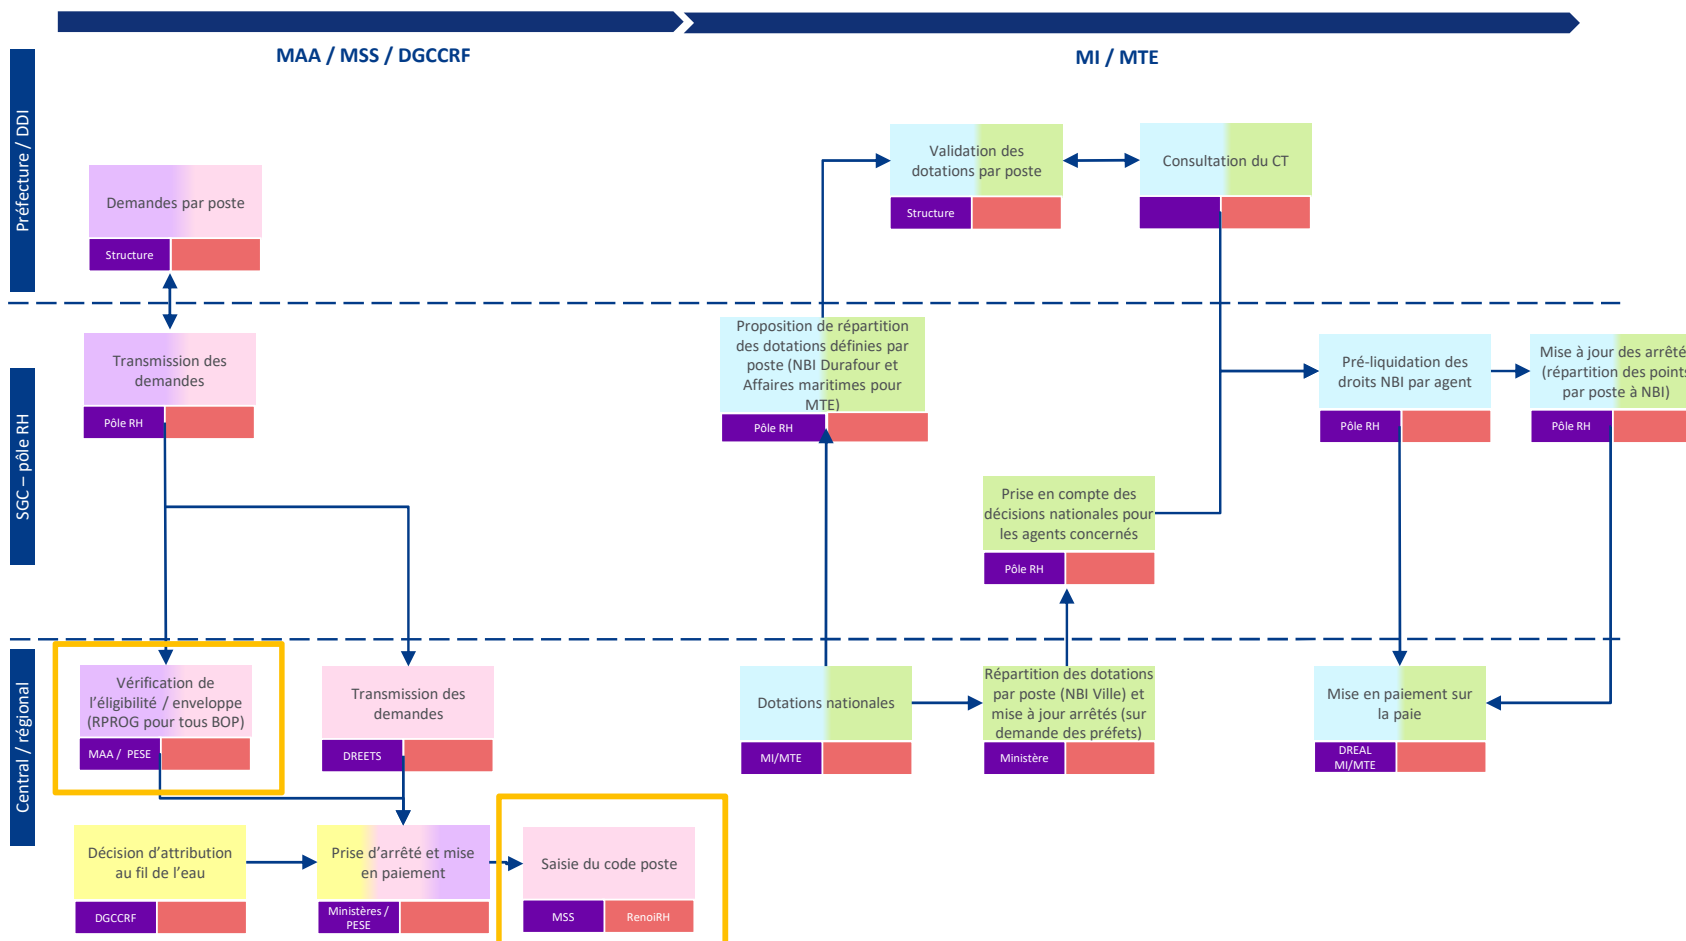 MAA / MSS / DGCCRF
MI / MTE
Préfecture / DDI
Demandes par poste
Structure
Validation des
dotations par poste
Structure
Consultation du CT
SGC – pôle RH
Transmission des
demandes
Pôle RH
Proposition de répartition
des dotations définies par
poste (NBI Durafour et
Affaires maritimes pour
MTE)
Pôle RH
Prise en compte des
décisions nationales pour
les agents concernés
Pôle RH
Pré-liquidation des
droits NBI par agent
Pôle RH
Mise à jour des arrêté
(répartition des points
par poste à NBI)
Pôle RH
Central / régional
Vérification de
l’éligibilité / enveloppe
(RPROG pour tous BOP)
MAA / PESE
Transmission des
demandes
DREETS
Dotations nationales
MI/MTE
Répartition des dotations
par poste (NBI Ville) et
mise à jour arrêtés (sur
demande des préfets)
Ministère
Mise en paiement sur
la paie
DREAL
MI/MTE
Décision d’attribution
au fil de l’eau
DGCCRF
Prise d’arrêté et mise
en paiement
Ministères /
PESE
Saisie du code poste
MSS
RenoiRH